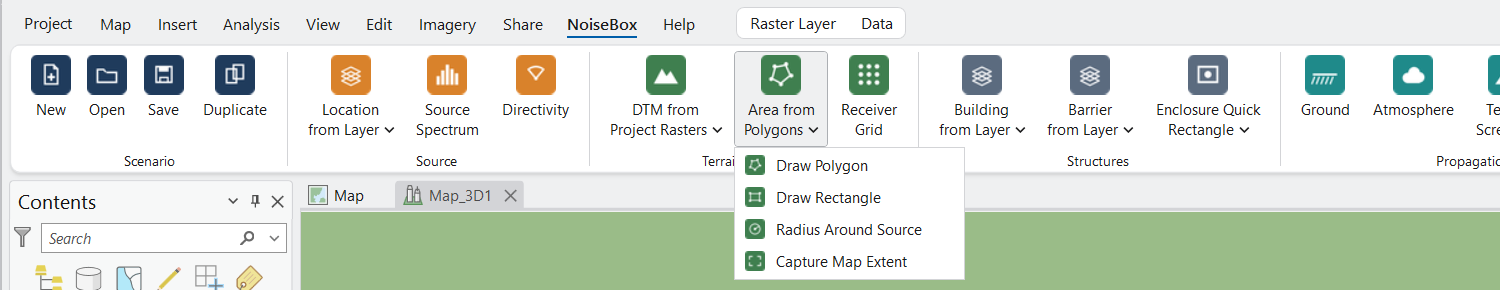 Project Map Insert Analysis View Edit Imagery Share NoiseBox Help Raster Layer Data
New Open Save Duplicate
Location from Layer
Source Spectrum
Directivity
DTM from Project Rasters
Area from Polygons
Receiver Grid
Building from Layer
Barrier from Layer
Enclosure Quick Rectangle
Ground Atmosphere
Scenario Source Structures
Draw Polygon
Draw Rectangle
Radius Around Source
Capture Map Extent
Contents
Map Map_3D1
Search